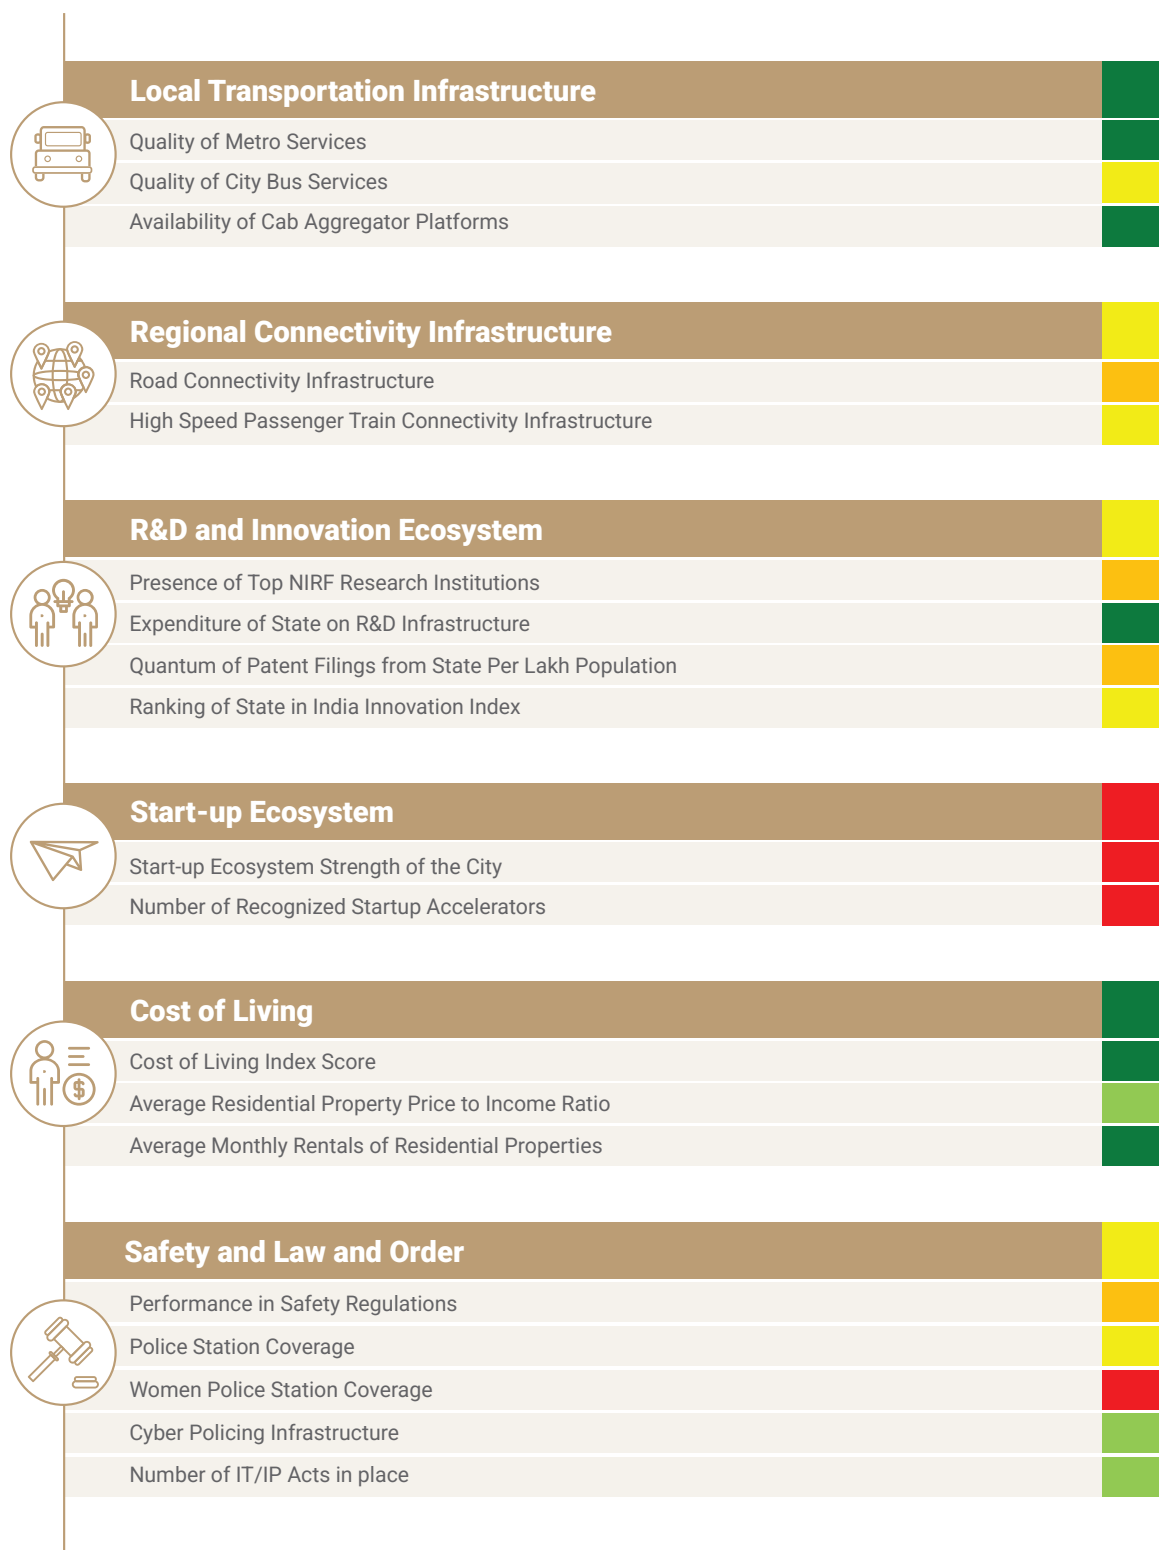 Local Transportation Infrastructure
Quality of Metro Services
Quality of City Bus Services
Availability of Cab Aggregator Platforms
Regional Connectivity Infrastructure
Road Connectivity Infrastructure
High Speed Passenger Train Connectivity Infrastructure
R&D and Innovation Ecosystem
Presence of Top NIRF Research Institutions
Expenditure of State on R&D Infrastructure
Quantum of Patent Filings from State Per Lakh Population
Ranking of State in India Innovation Index
Start-up Ecosystem
Start-up Ecosystem Strength of the City
Number of Recognized Startup Accelerators
Cost of Living
Cost of Living Index Score
Average Residential Property Price to Income Ratio
$
Average Monthly Rentals of Residential Properties
Safety and Law and Order
Performance in Safety Regulations
Police Station Coverage
Women Police Station Coverage
Cyber Policing Infrastructure
Number of IT/IP Acts in place